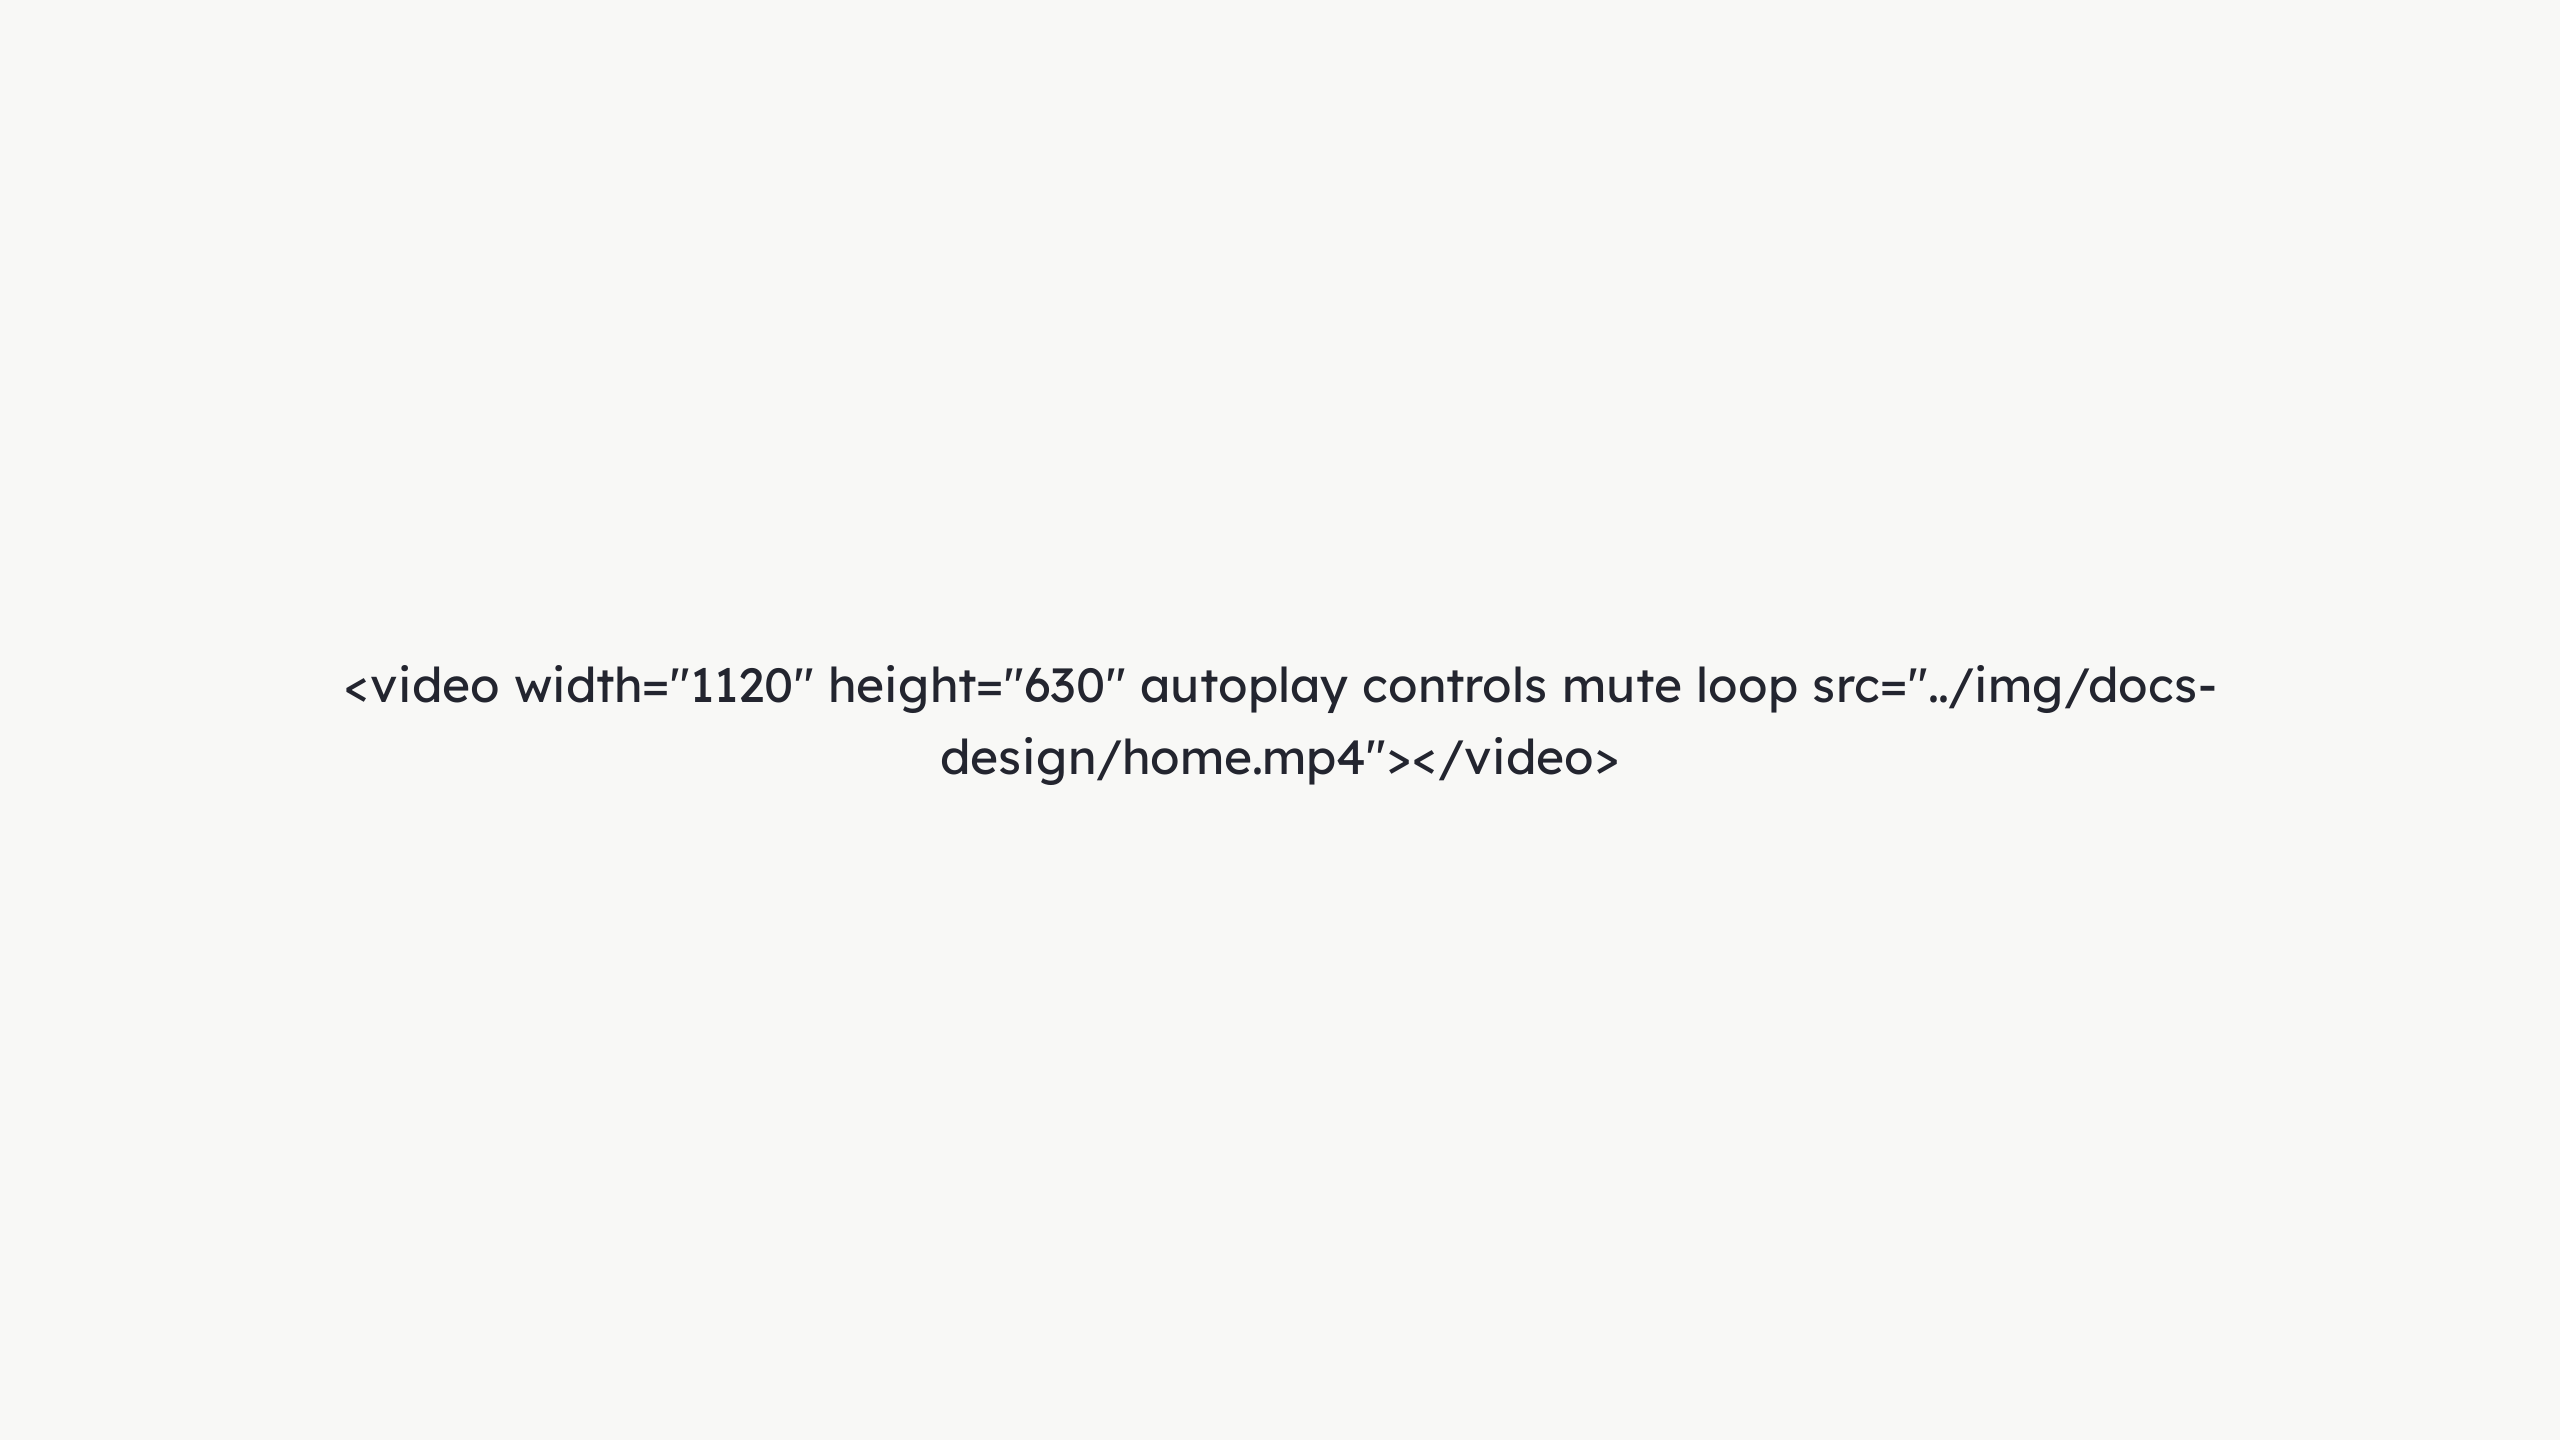 <video width="1120" height="630" autoplay controls mute loop src="../img/docs-
design/home.mp4"></video>